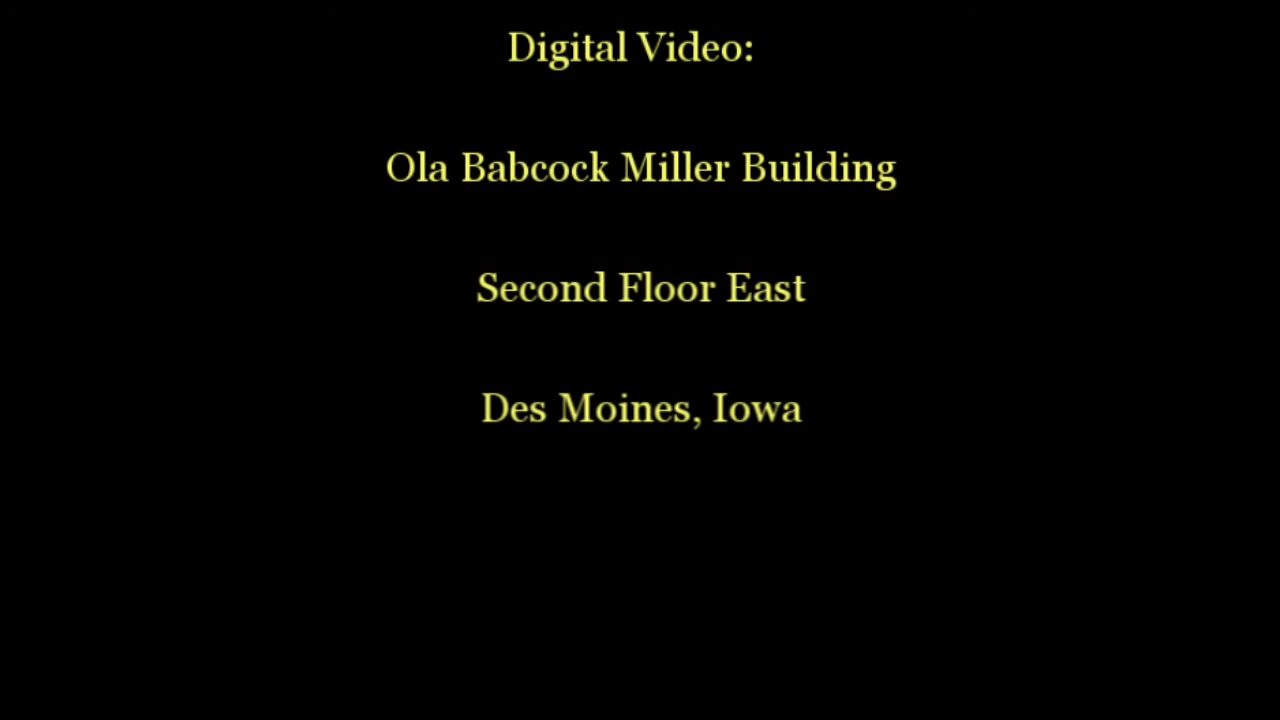 Digital Video:
Ola Babcock Miller Building
Second Floor East
Des Moines, Iowa